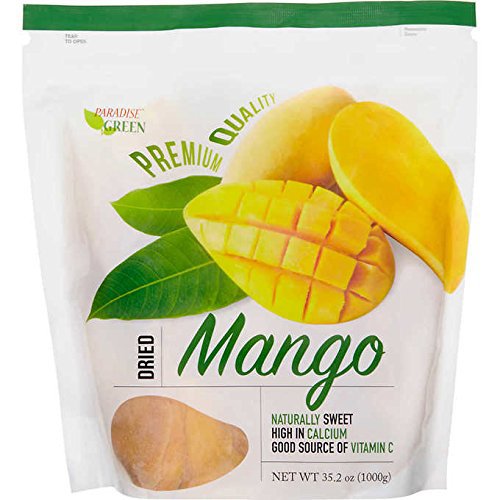 TEAR
TO OPEN
PARADISE
GREEN
PREMIUM QUALITY
DRIED
Mango
NATURALLY SWEET
HIGH IN CALCIUM
GOOD SOURCE OF VITAMIN C
NET WT 35.2 oz (1000g)